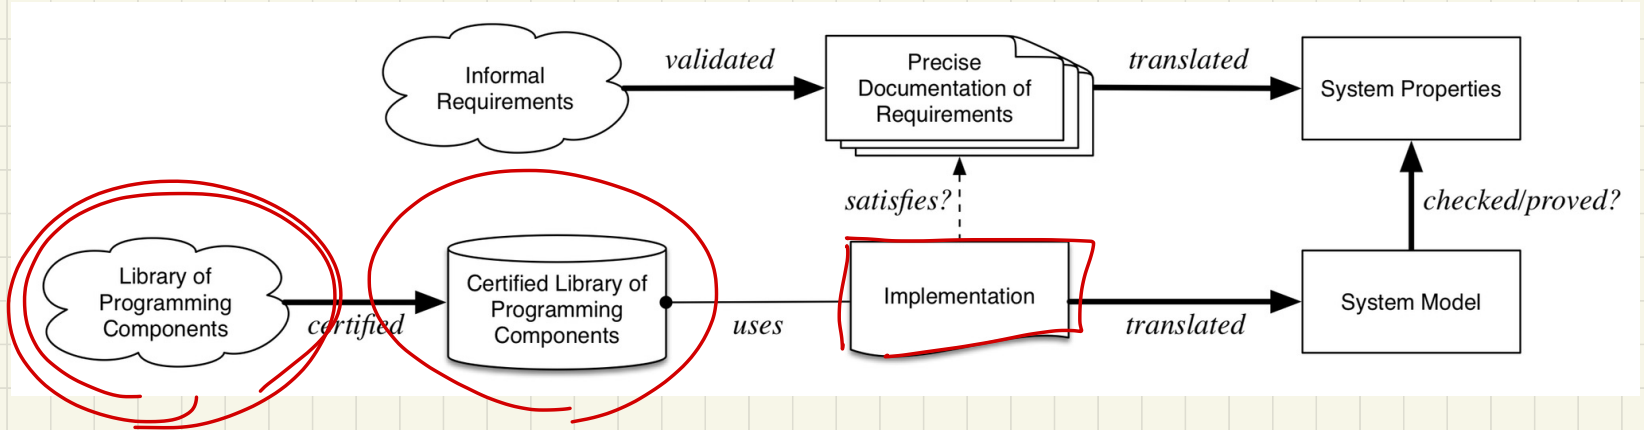 Informal
Requirements
validated
Precise
Documentation of
Requirements
translated
System Properties
satisfies?
checked/proved?
Library of
Programming
Components
certified
Certified Library of
Programming
Components
uses
Implementation
translated
System Model